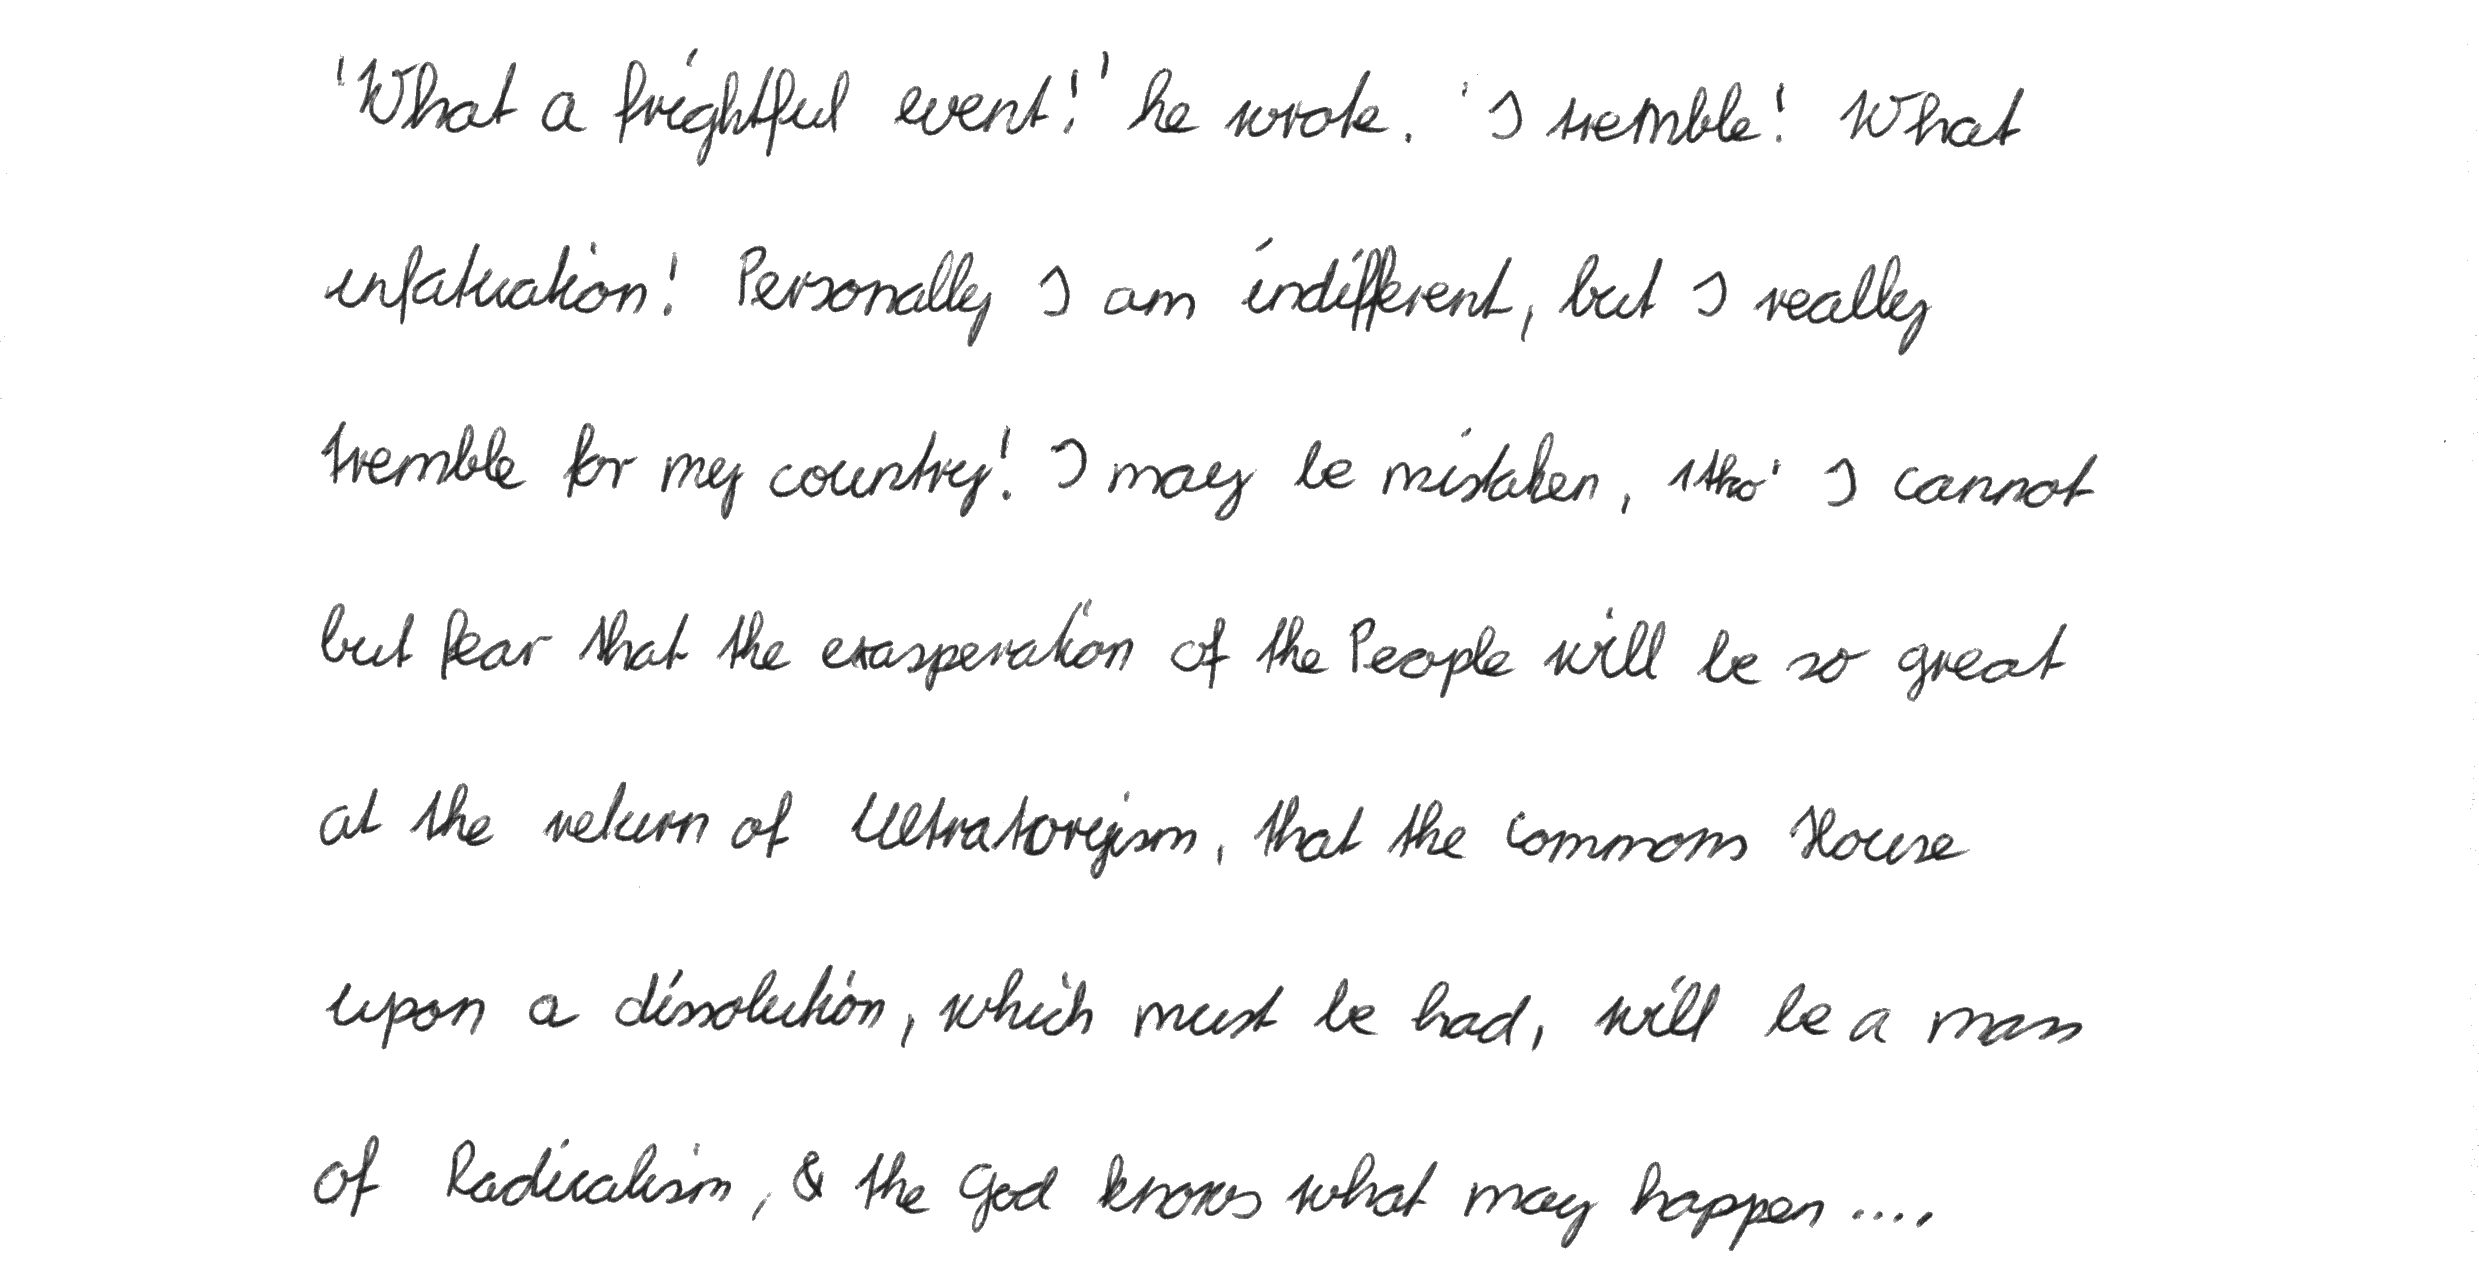 'What a frightful event!' he wrote. 'I tremble! What
infatuation! Personally I am indifferent, but I really
tremble for my country! I may be mistaken, 'tho' I cannot
but fear that the exasperation of the People will be so great
at the return of Ultratoryism, that the Commons House
upon a dissolution, which must be had, will be a mass
of Radicalism, & the God knows what may happen ....